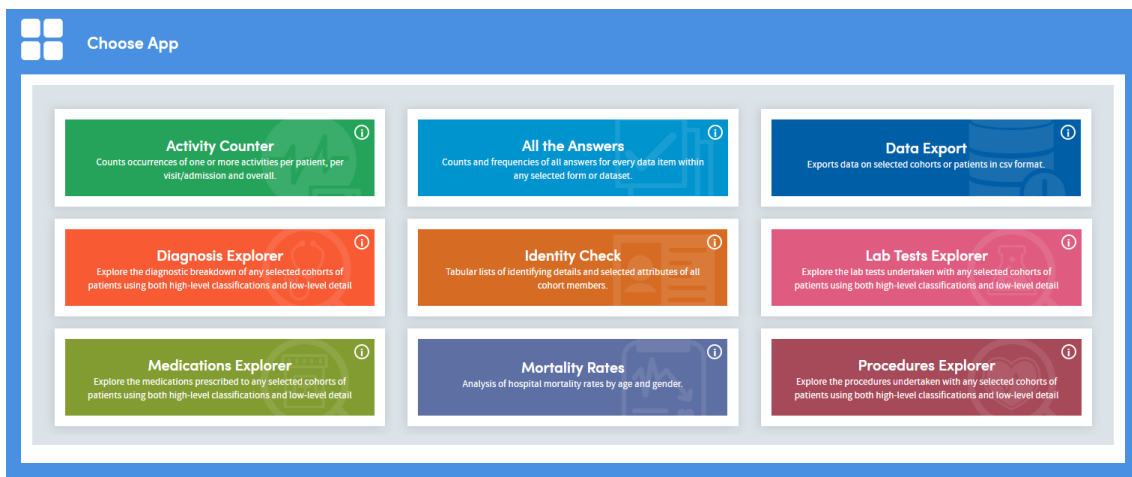 Choose App
Activity Counter
Counts occurrences of one or more activities per patient, per
visit/admission and overall.
All the Answers
Counts and frequencies of all answers for every data item within
any selected form or dataset.
Data Export
Exports data on selected cohorts or patients in csv format.
Diagnosis Explorer
Explore the diagnostic breakdown of any selected cohorts of
patients using both high-level classifications and low-level detail
Identity Check
Tabular lists of identifying details and selected attributes of all
cohort members.
Lab Tests Explorer
Explore the lab tests undertaken with any selected cohorts of
patients using both high-level classifications and low-level detail
Medications Explorer
Explore the medications prescribed to any selected cohorts of
patients using both high-level classifications and low-level detail
Mortality Rates
Analysis of hospital mortality rates by age and gender.
Procedures Explorer
Explore the procedures undertaken with any selected cohorts of
patients using both high-level classifications and low-level detail